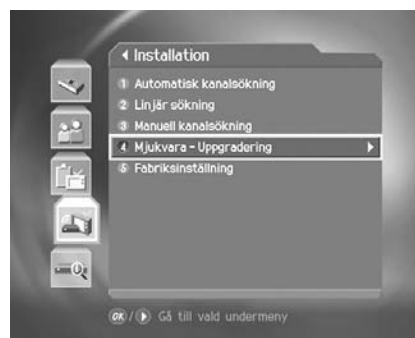 Installation
1 Automatisk kanalsökning
2 Linjär sökning
3 Manuell kanalsökning
4 Mjukvara - Uppgradering
5 Fabriksinställning
OK / Gå till vald undermeny